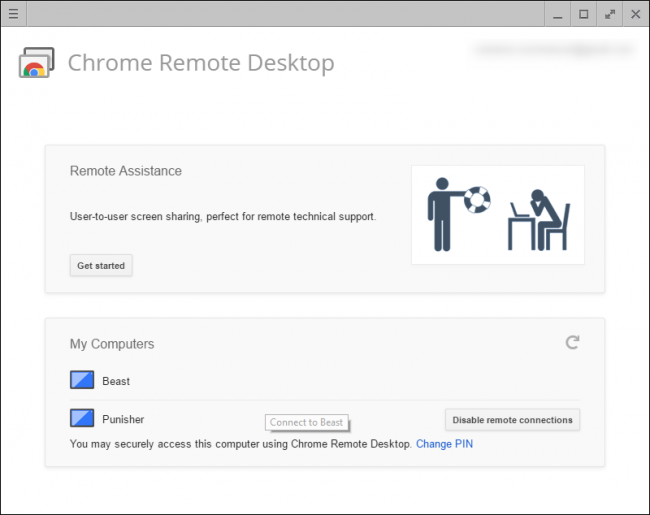 Chrome Remote Desktop
Remote Assistance
User-to-user screen sharing, perfect for remote technical support.
Get started
My Computers
Beast
Punisher
Connect to Beast
Disable remote connections
You may securely access this computer using Chrome Remote Desktop. Change PIN